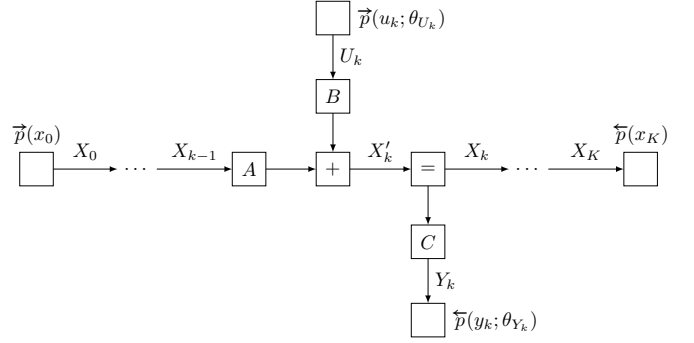 p⃗(u_k; θ_{U_k})
U_k
B
p⃗(x_0)
X_0
...
X_{k−1}
A
+
X′_k
=
X_k
...
X_K
p⃖(x_K)
C
Y_k
p⃖(y_k; θ_{Y_k})